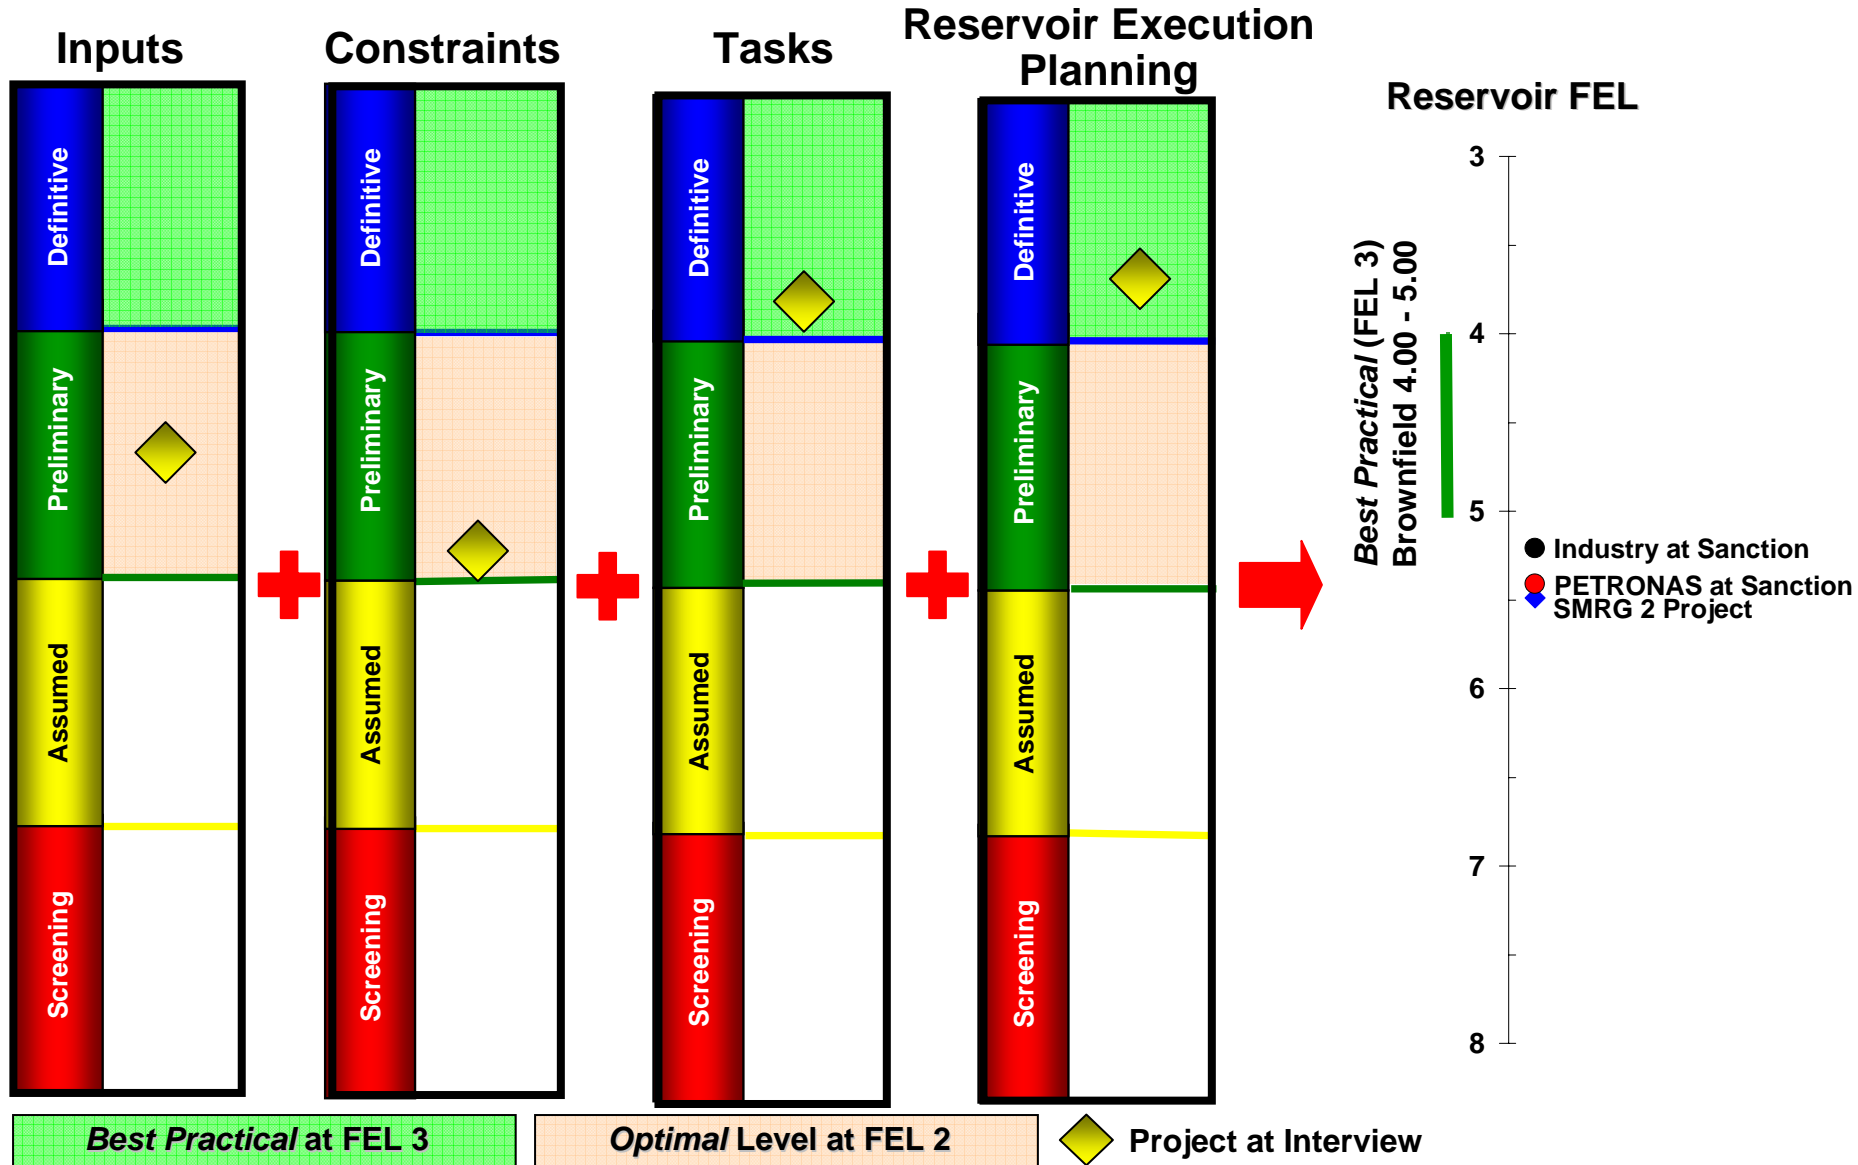 Inputs
Constraints
Tasks
Reservoir Execution
Planning
Reservoir FEL
Definitive
Preliminary
Assumed
Screening
Definitive
Preliminary
Assumed
Screening
Definitive
Preliminary
Assumed
Screening
Definitive
Preliminary
Assumed
Screening
Best Practical (FEL 3)
Brownfield 4.00 - 5.00
3
4
5
6
7
8
Industry at Sanction
PETRONAS at Sanction
SMRG 2 Project
Best Practical at FEL 3
Optimal Level at FEL 2
Project at Interview